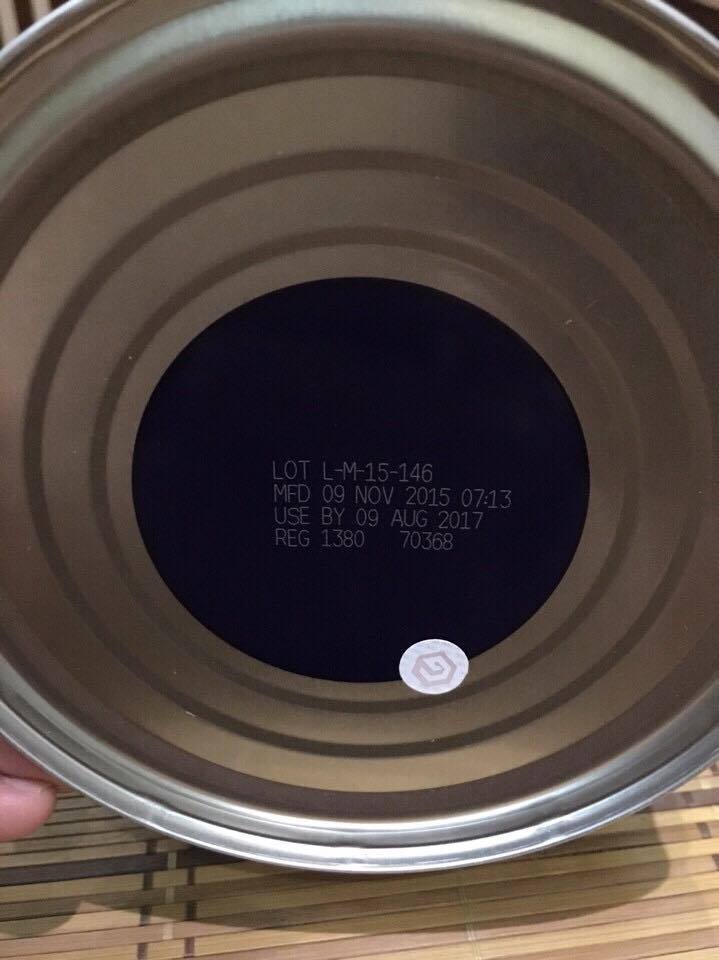 LOT L-M-15-146
MFD 09 NOV 2015 07:13
USE BY 09 AUG 2017
REG 1380 70368